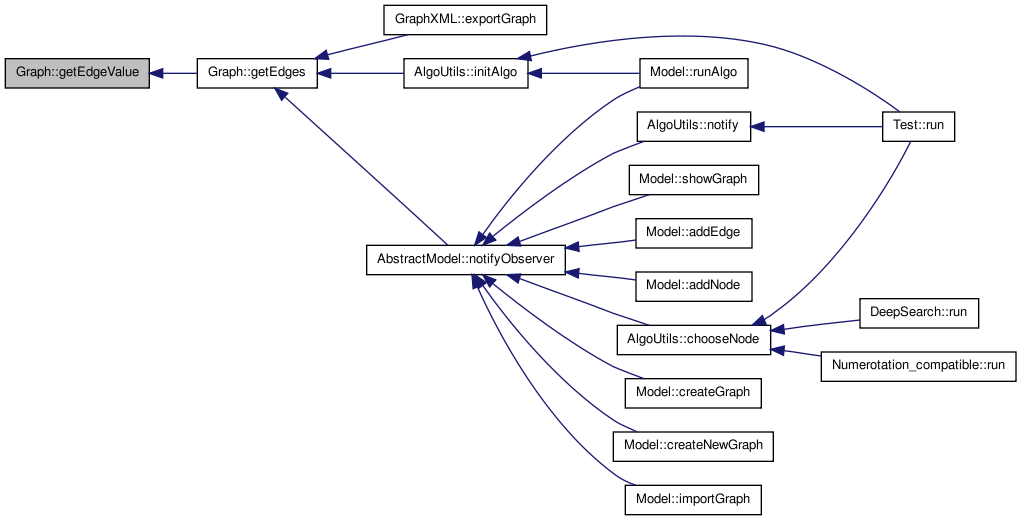 GraphXML::exportGraph
Graph::getEdgeValue
Graph::getEdges
AlgoUtils::initAlgo
Model::runAlgo
AlgoUtils::notify
Test::run
Model::showGraph
Model::addEdge
AbstractModel::notifyObserver
Model::addNode
DeepSearch::run
AlgoUtils::chooseNode
Numerotation_compatible::run
Model::createGraph
Model::createNewGraph
Model::importGraph